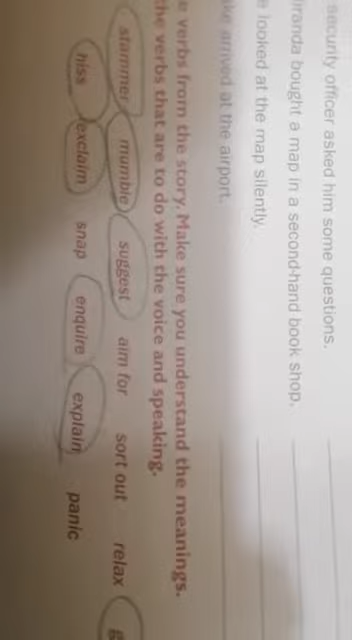 security officer asked him some questions.
iranda bought a map in a second-hand book shop.
e looked at the map silently.
ke arrived at the airport.
e verbs from the story. Make sure you understand the meanings.
the verbs that are to do with the voice and speaking.
stammer mumble suggest aim for sort out relax
hiss exclaim snap enquire explain panic